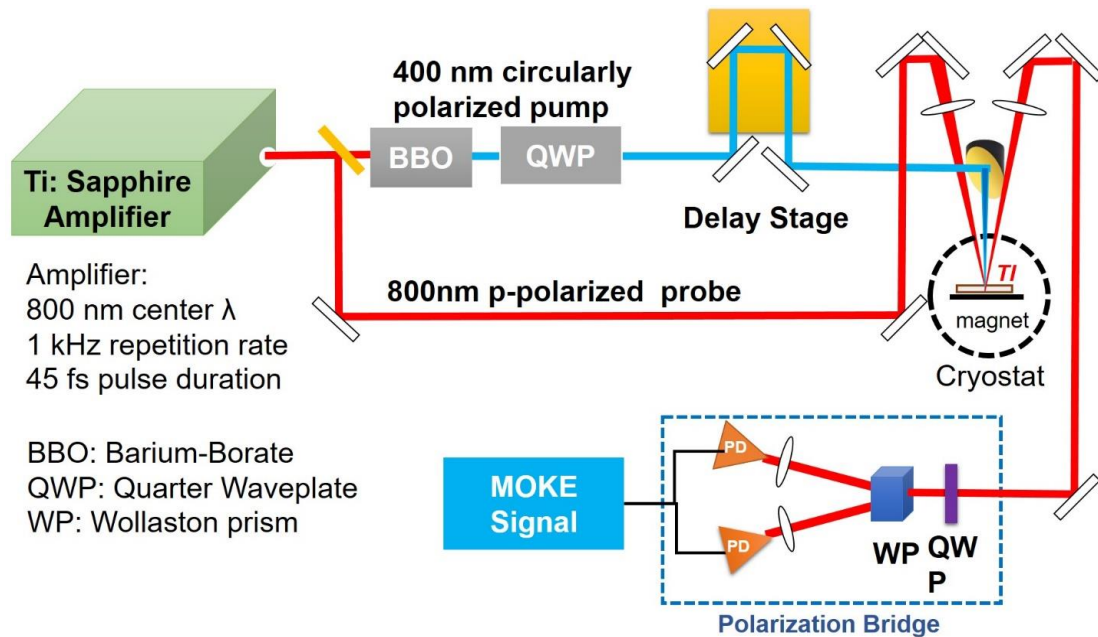 400 nm circularly
polarized pump
BBO
QWP
Ti: Sapphire
Amplifier
Delay Stage
TI
magnet
Cryostat
800nm p-polarized  probe
Amplifier:
800 nm center λ
1 kHz repetition rate
45 fs pulse duration
BBO: Barium-Borate
QWP: Quarter Waveplate
WP: Wollaston prism
MOKE
Signal
PD
PD
WP
QW
P
Polarization Bridge